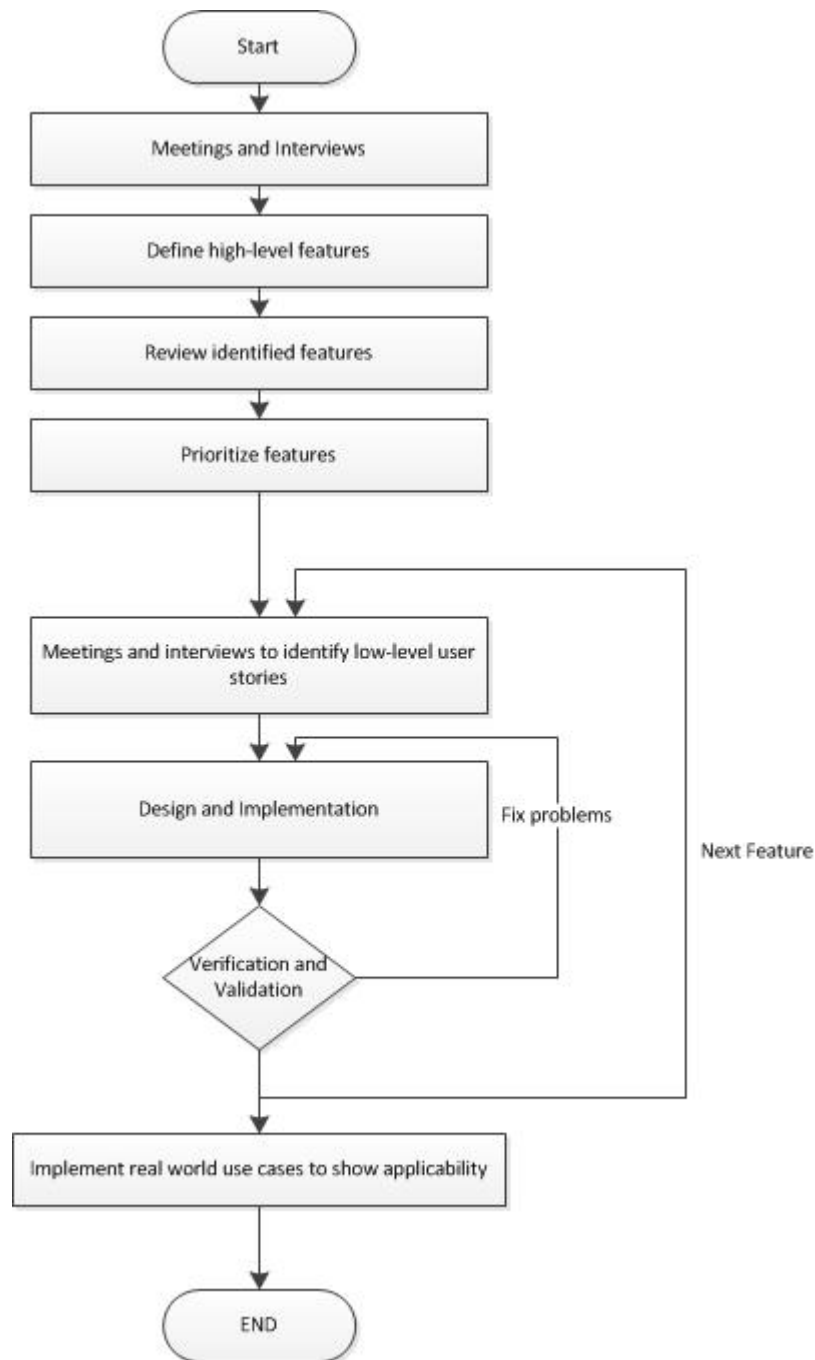 Start
Meetings and Interviews
Define high-level features
Review identified features
Prioritize features
Meetings and interviews to identify low-level user
stories
Design and Implementation
Fix problems
Next Feature
Verification and
Validation
Implement real world use cases to show applicability
END